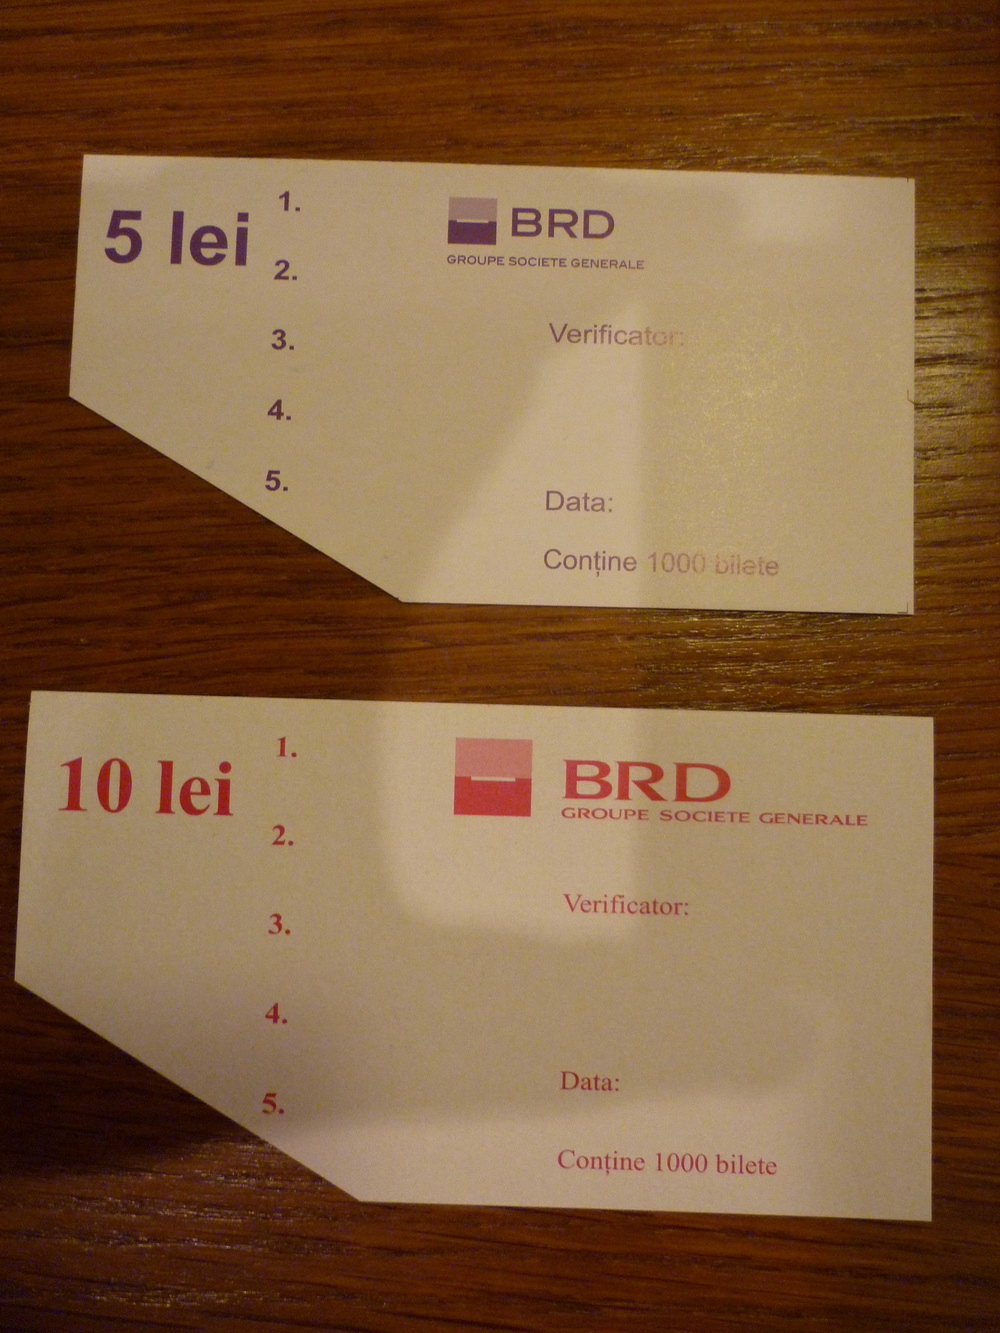 5 lei
1.
2.
3.
4.
5.
BRD
GROUPE SOCIETE GENERALE
Verificator:
Data:
Conține 1000 bilete
10 lei
1.
2.
3.
4.
5.
BRD
GROUPE SOCIETE GENERALE
Verificator:
Data:
Conține 1000 bilete